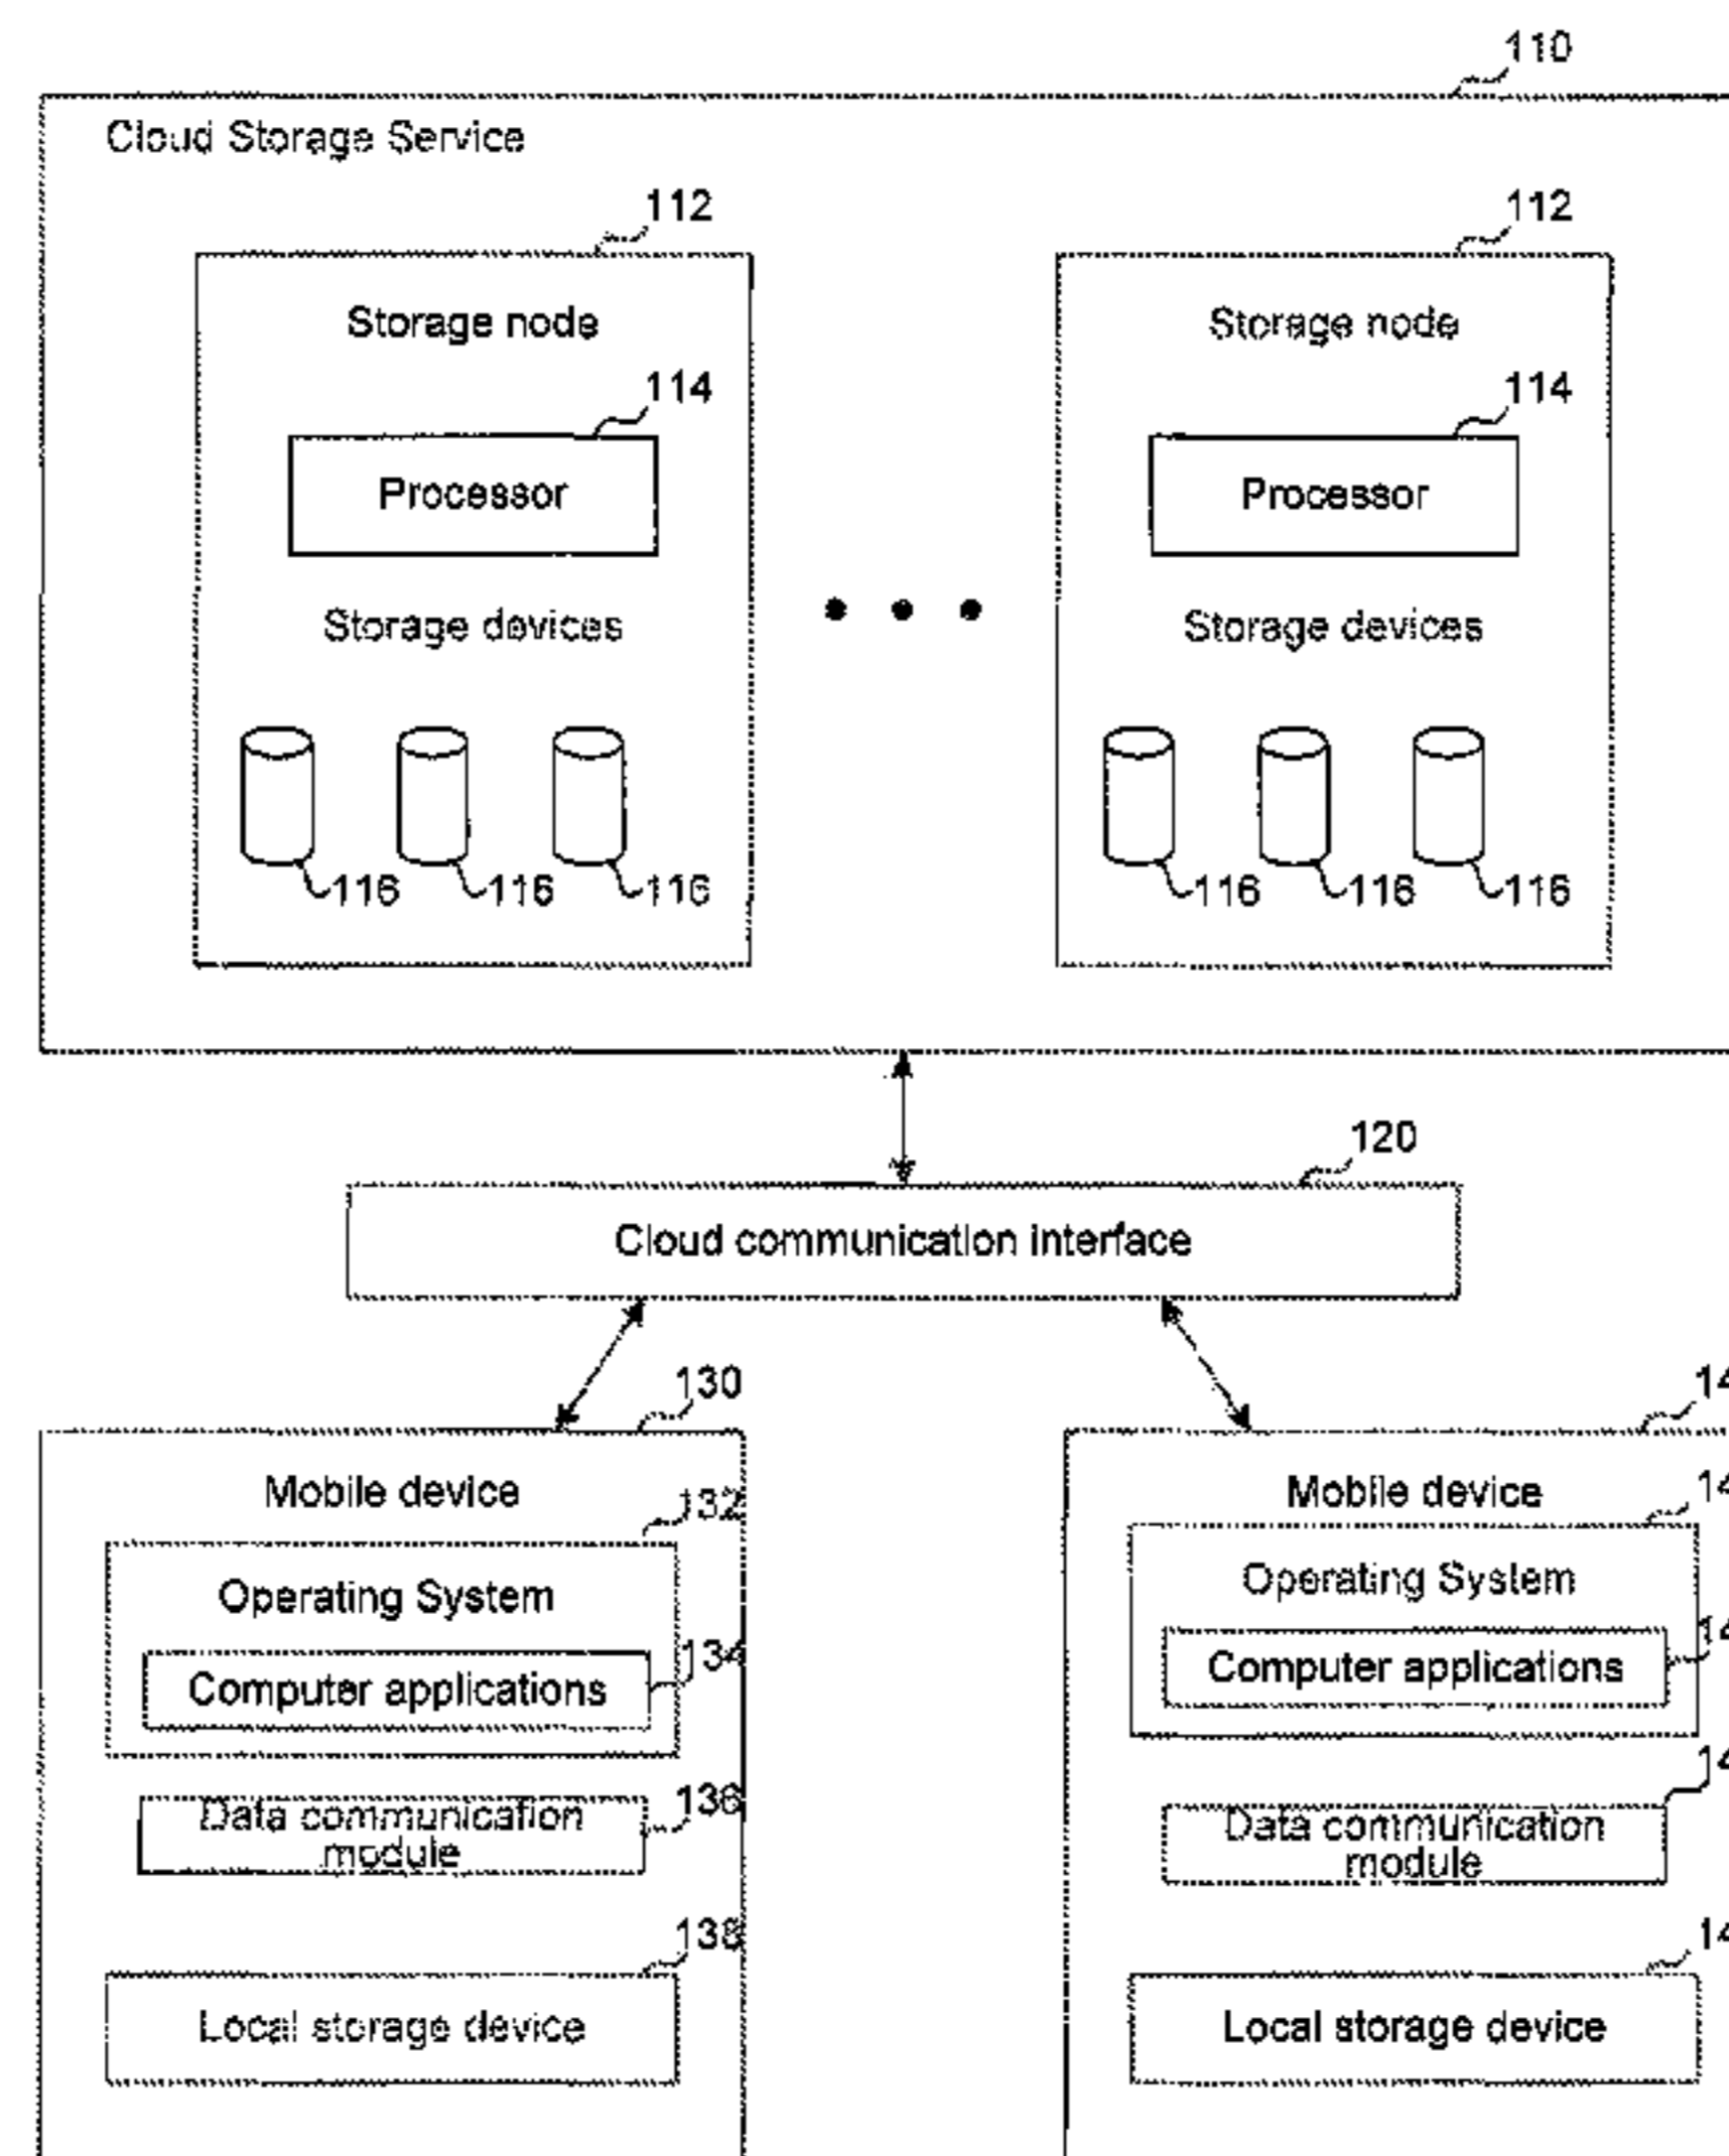 110
Cloud Storage Service
112
112
Storage node
Storage node
114
114
Processor
Processor
Storage devices
Storage devices
116
116
116
116
116
116
120
Cloud communication interface
130
Mobile device
132
Operating System
134
Computer applications
136
Data communication
module
138
Local storage device
Mobile device
Operating System
Computer applications
Data communication
module
Local storage device